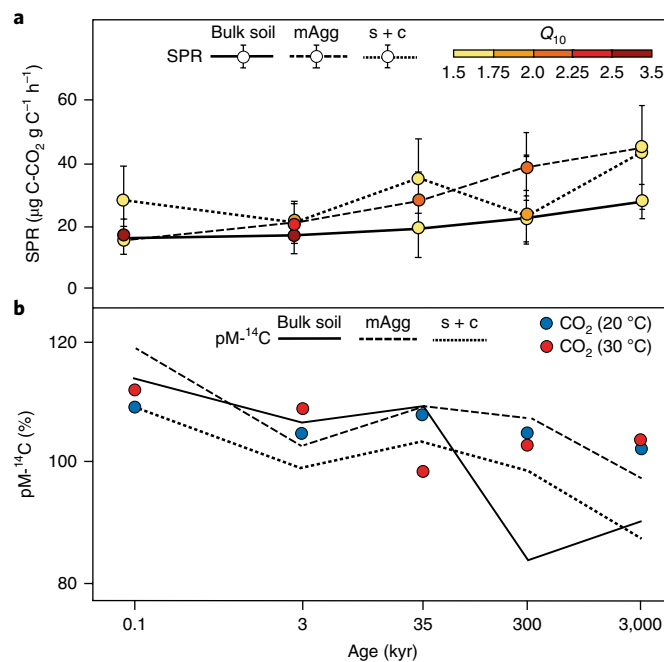 a
Bulk soil mAgg s + c
SPR
Q10
1.5 1.75 2.0 2.25 2.5 3.5
SPR (µg C-CO2 g C−1 h−1)
60
40
20
0
b
Bulk soil mAgg s + c
pM-14C
CO2 (20 °C)
CO2 (30 °C)
pM-14C (%)
120
100
80
0.1 3 35 300 3,000
Age (kyr)